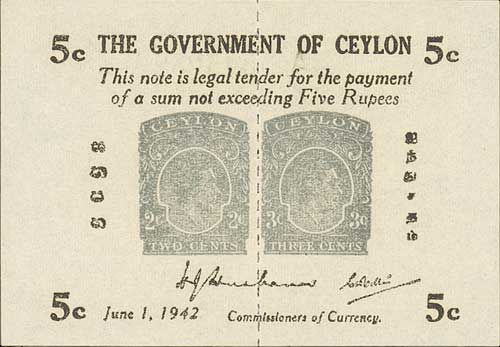 5c THE GOVERNMENT OF CEYLON 5c
This note is legal tender for the payment
of a sum not exceeding Five Rupees
CEYLON CEYLON
2c 2c 3c 3c
TWO CENTS THREE CENTS
5c June 1, 1942 Commissioners of Currency. 5c